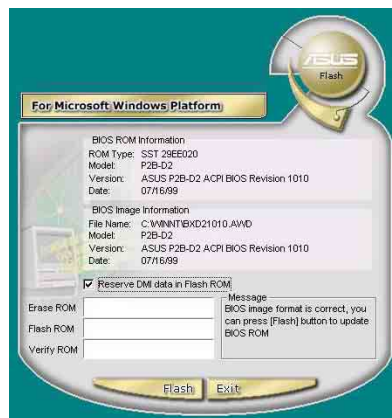 ASUS
Flash
For Microsoft Windows Platform
BIOS ROM Information
ROM Type: SST 29EE020
Model: P2B-D2
Version: ASUS P2B-D2 ACPI BIOS Revision 1010
Date: 07/16/99
BIOS Image Information
File Name: C:\WINNT\BXD21010.AWD
Model: P2B-D2
Version: ASUS P2B-D2 ACPI BIOS Revision 1010
Date: 07/16/99
Reserve DMI data in Flash ROM
Erase ROM
Flash ROM
Verify ROM
Message
BIOS image format is correct, you
can press [Flash] button to update
BIOS ROM
Flash Exit